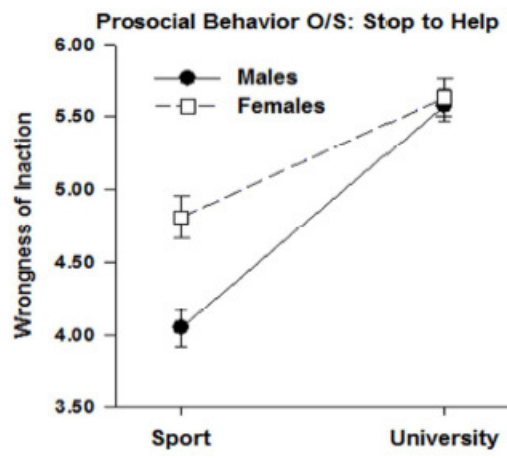 Prosocial Behavior O/S: Stop to Help
6.00
Males
Females
5.50
5.00
4.50
4.00
3.50
Wrongness of Inaction
Sport University